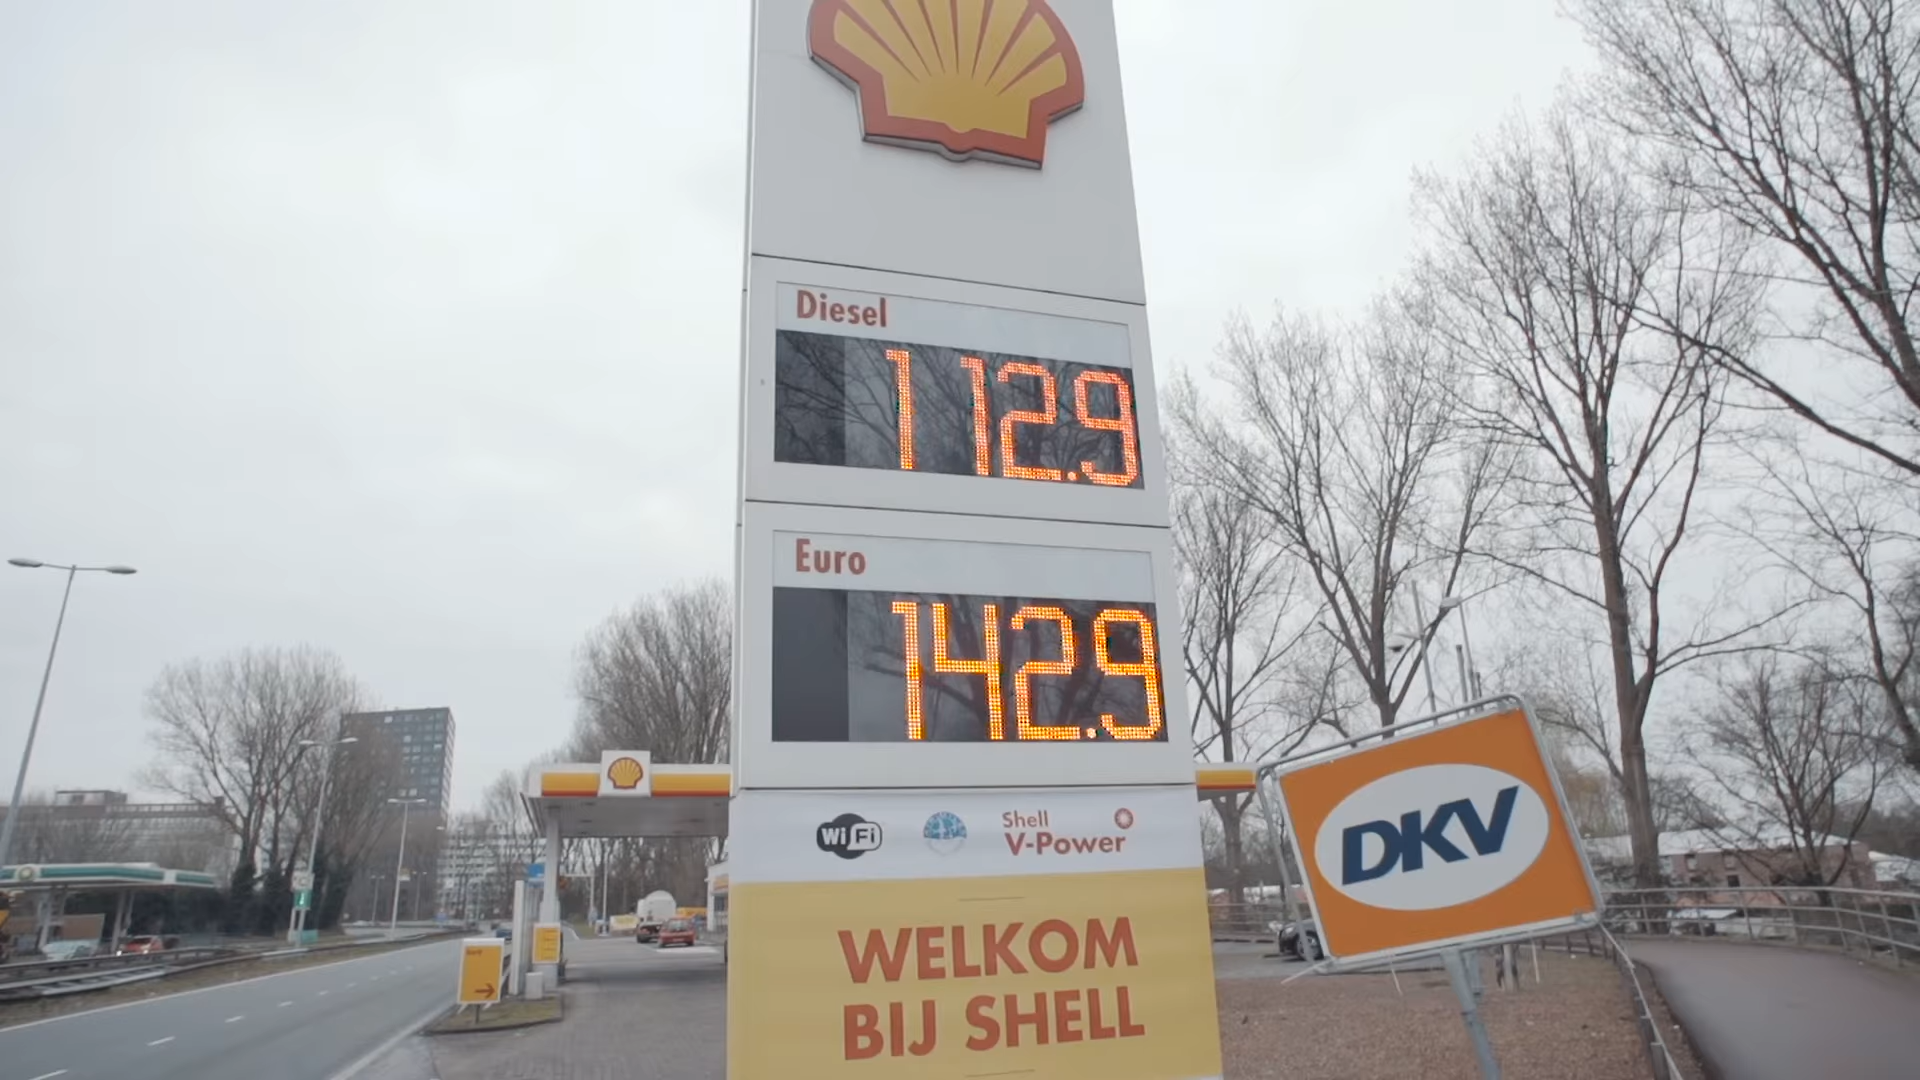 Diesel
112.9
Euro
142.9
WiFi
Shell
V-Power
WELKOM
BIJ SHELL
DKV